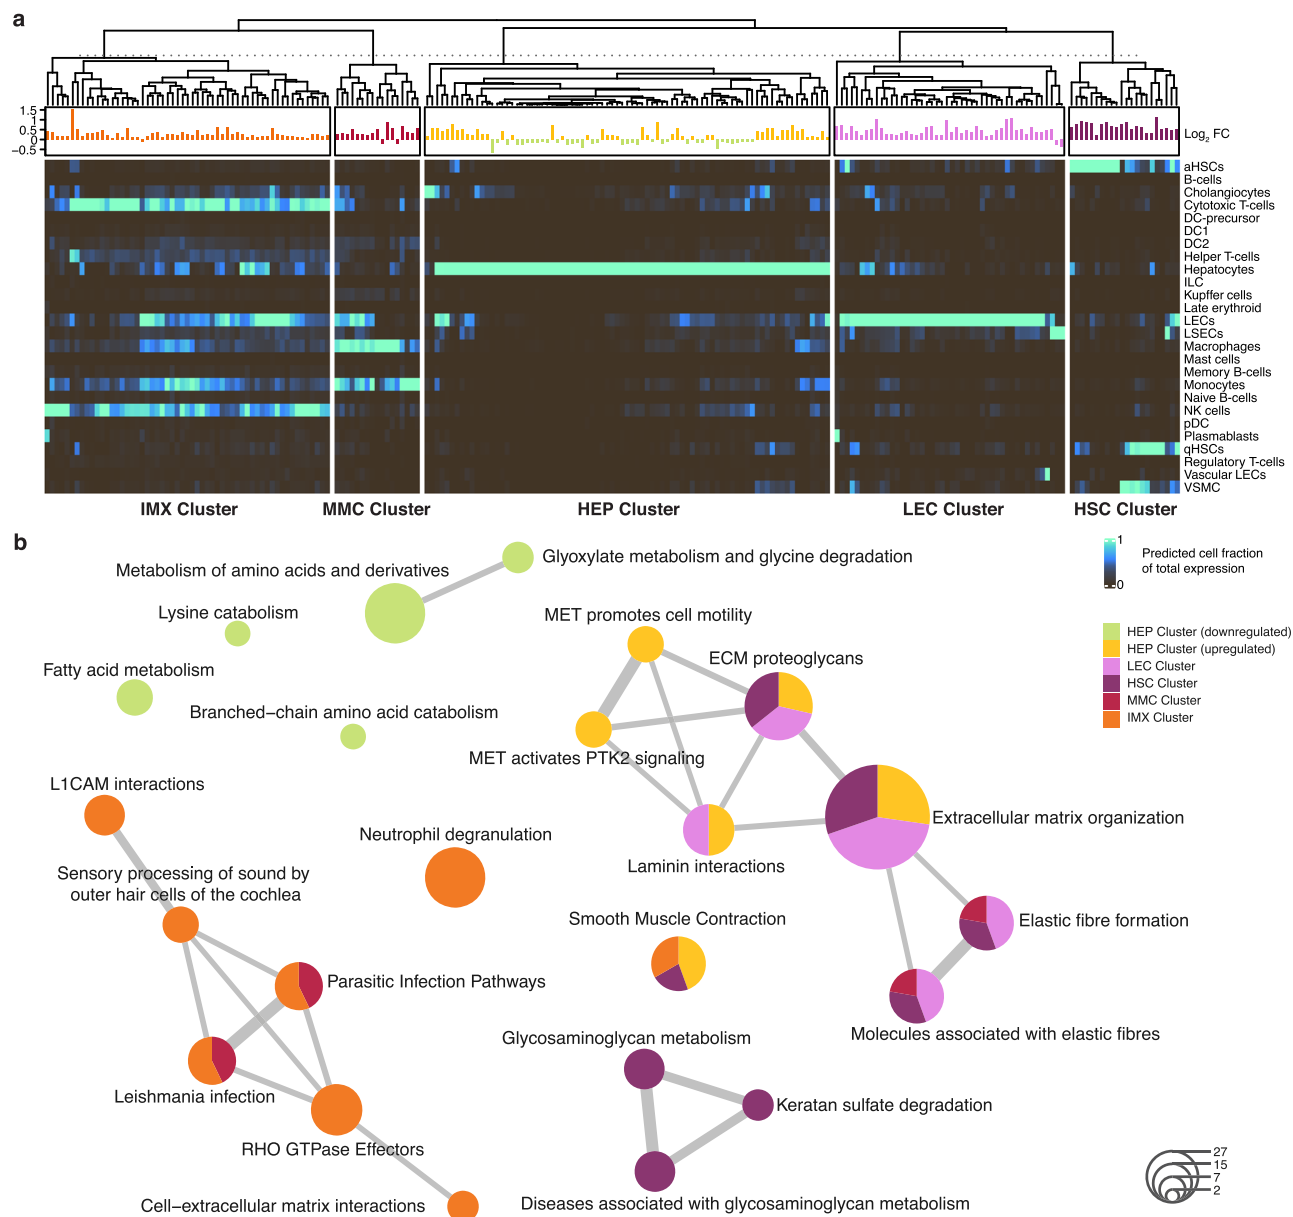 a
1.5
1
0.5
0
−0.5
Log2 FC
aHSCs
B-cells
Cholangiocytes
Cytotoxic T-cells
DC-precursor
DC1
DC2
Helper T-cells
Hepatocytes
ILC
Kupffer cells
Late erythroid
LECs
LSECs
Macrophages
Mast cells
Memory B-cells
Monocytes
Naive B-cells
NK cells
pDC
Plasmablasts
qHSCs
Regulatory T-cells
Vascular LECs
VSMC
IMX Cluster
MMC Cluster
HEP Cluster
LEC Cluster
HSC Cluster
b
1
0
Predicted cell fraction
of total expression
HEP Cluster (downregulated)
HEP Cluster (upregulated)
LEC Cluster
HSC Cluster
MMC Cluster
IMX Cluster
Glyoxylate metabolism and glycine degradation
Metabolism of amino acids and derivatives
Lysine catabolism
Fatty acid metabolism
Branched−chain amino acid catabolism
MET promotes cell motility
ECM proteoglycans
MET activates PTK2 signaling
Laminin interactions
Extracellular matrix organization
Elastic fibre formation
Molecules associated with elastic fibres
L1CAM interactions
Neutrophil degranulation
Sensory processing of sound by
outer hair cells of the cochlea
Smooth Muscle Contraction
Parasitic Infection Pathways
Leishmania infection
RHO GTPase Effectors
Cell−extracellular matrix interactions
Glycosaminoglycan metabolism
Keratan sulfate degradation
Diseases associated with glycosaminoglycan metabolism
27
15
7
2